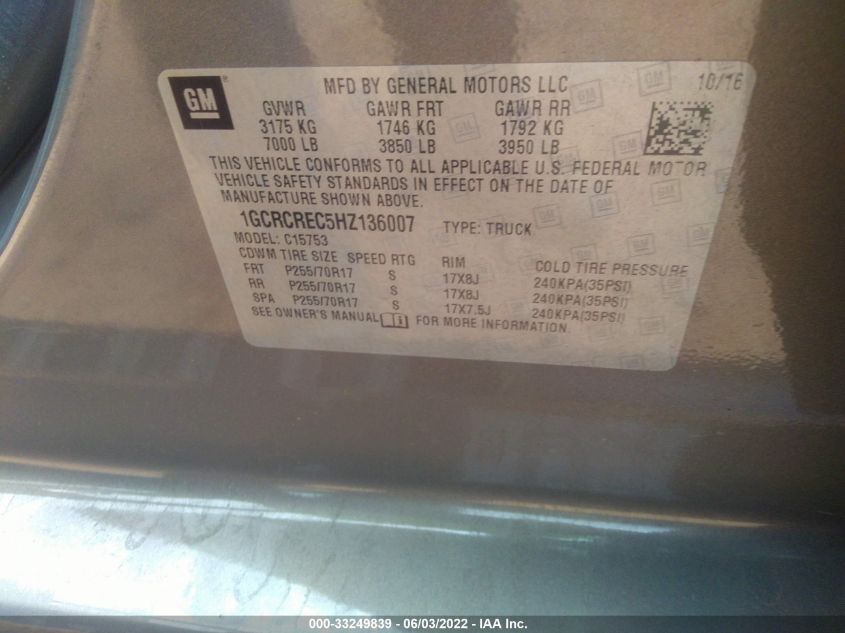 GM ®
MFD BY GENERAL MOTORS LLC 10/16
GVWR GAWR FRT GAWR RR
3175 KG 1746 KG 1792 KG
7000 LB 3850 LB 3950 LB
THIS VEHICLE CONFORMS TO ALL APPLICABLE U.S. FEDERAL MOTOR
VEHICLE SAFETY STANDARDS IN EFFECT ON THE DATE OF
MANUFACTURE SHOWN ABOVE.
1GCRCREC5HZ136007 TYPE: TRUCK
MODEL: C15753
CDWM TIRE SIZE SPEED RTG RIM COLD TIRE PRESSURE
FRT P255/70R17 S 17X8J 240KPA(35PSI)
RR P255/70R17 S 17X8J 240KPA(35PSI)
SPA P255/70R17 S 17X7.5J 240KPA(35PSI)
SEE OWNER'S MANUAL FOR MORE INFORMATION.
000-33249839 - 06/03/2022 - IAA Inc.